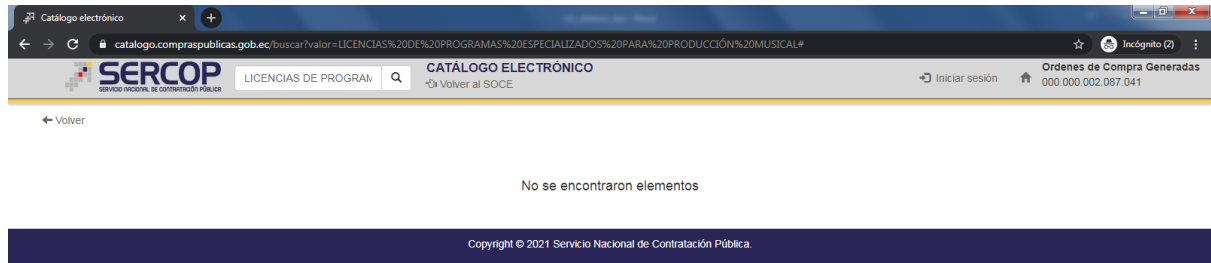 Catálogo electrónico
catalogo.compraspublicas.gob.ec/buscar?valor=LICENCIAS%20DE%20PROGRAMAS%20ESPECIALIZADOS%20PARA%20PRODUCCIÓN%20MUSICAL#
Incógnito (2)
SERCOP
SERVICIO NACIONAL DE CONTRATACIÓN PÚBLICA
LICENCIAS DE PROGRAM
CATÁLOGO ELECTRÓNICO
Volver al SOCE
Iniciar sesión
Ordenes de Compra Generadas
000.000.002.087.041
Volver
No se encontraron elementos
Copyright © 2021 Servicio Nacional de Contratación Pública.